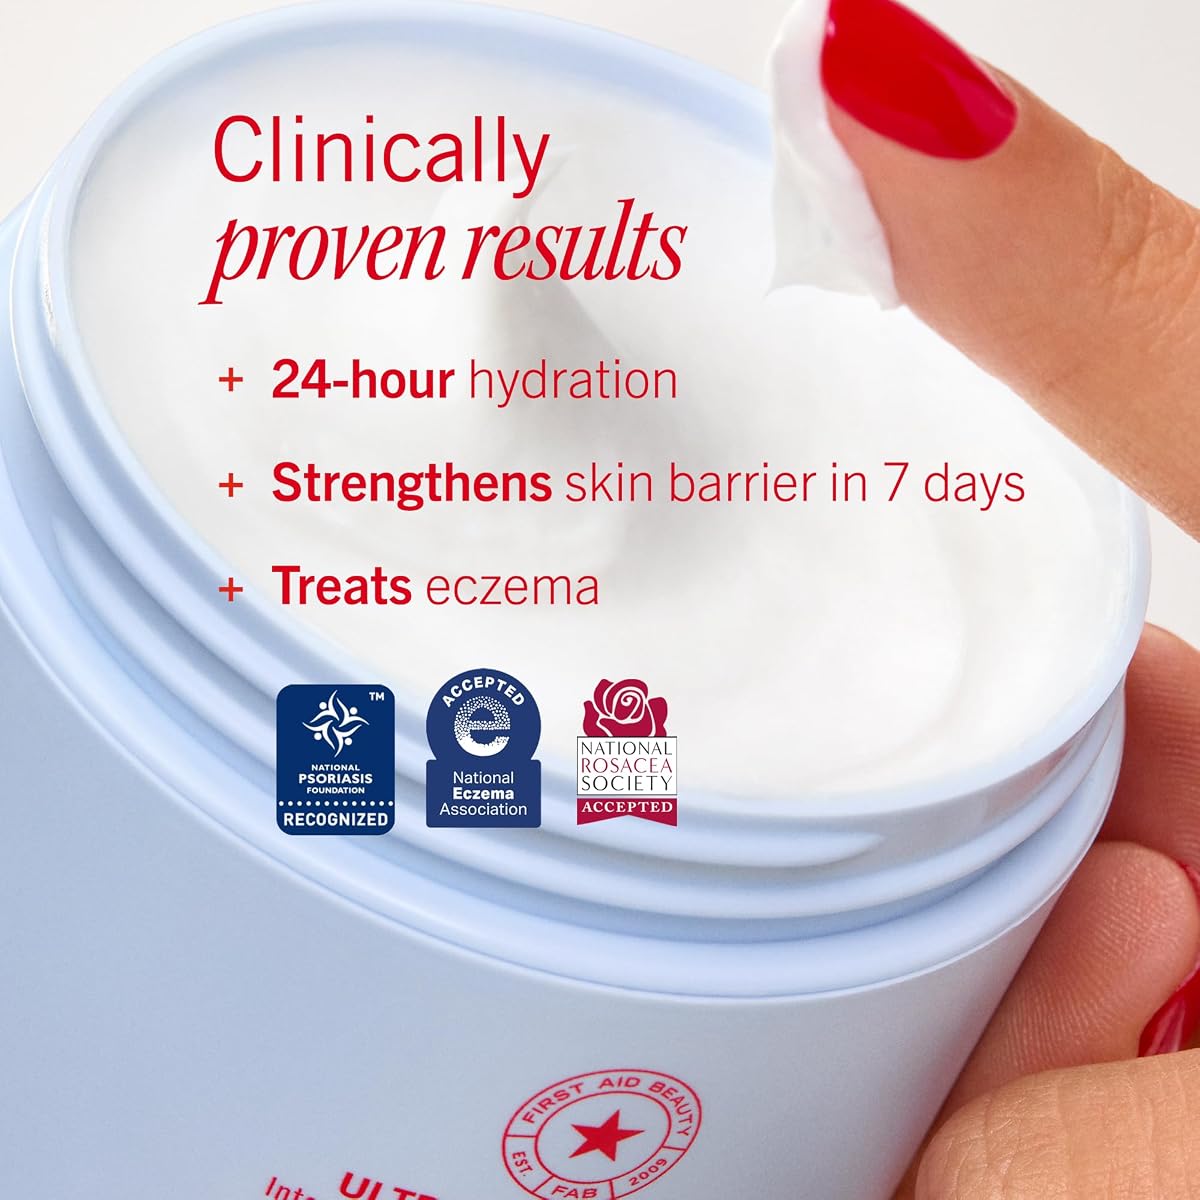 Clinically
proven results
+ 24-hour hydration
+ Strengthens skin barrier in 7 days
+ Treats eczema
TM
NATIONAL
PSORIASIS
FOUNDATION
RECOGNIZED
ACCEPTED
e
National
Eczema
Association
NATIONAL
ROSACEA
SOCIETY
ACCEPTED
FIRST AID BEAUTY
EST. FAB 2009